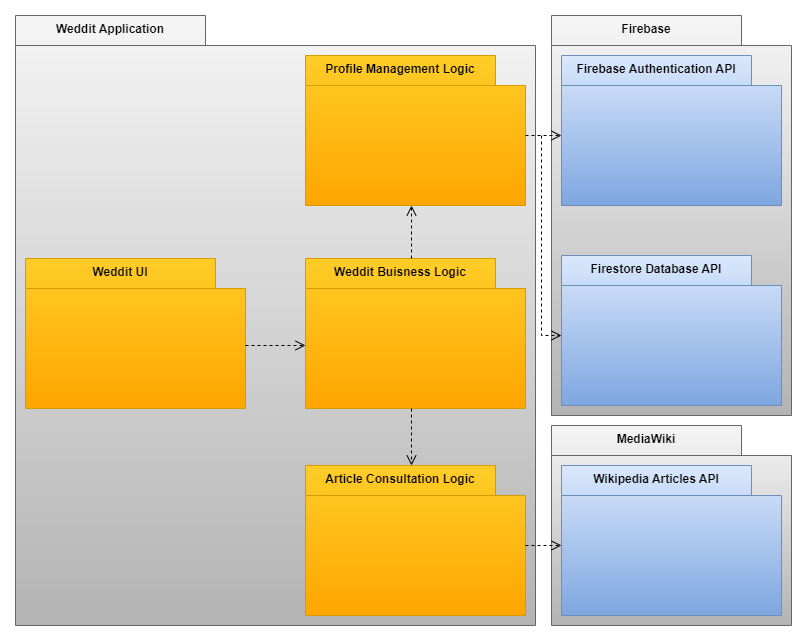 Weddit Application
Firebase
Profile Management Logic
Firebase Authentication API
Weddit UI
Weddit Buisness Logic
Firestore Database API
MediaWiki
Article Consultation Logic
Wikipedia Articles API